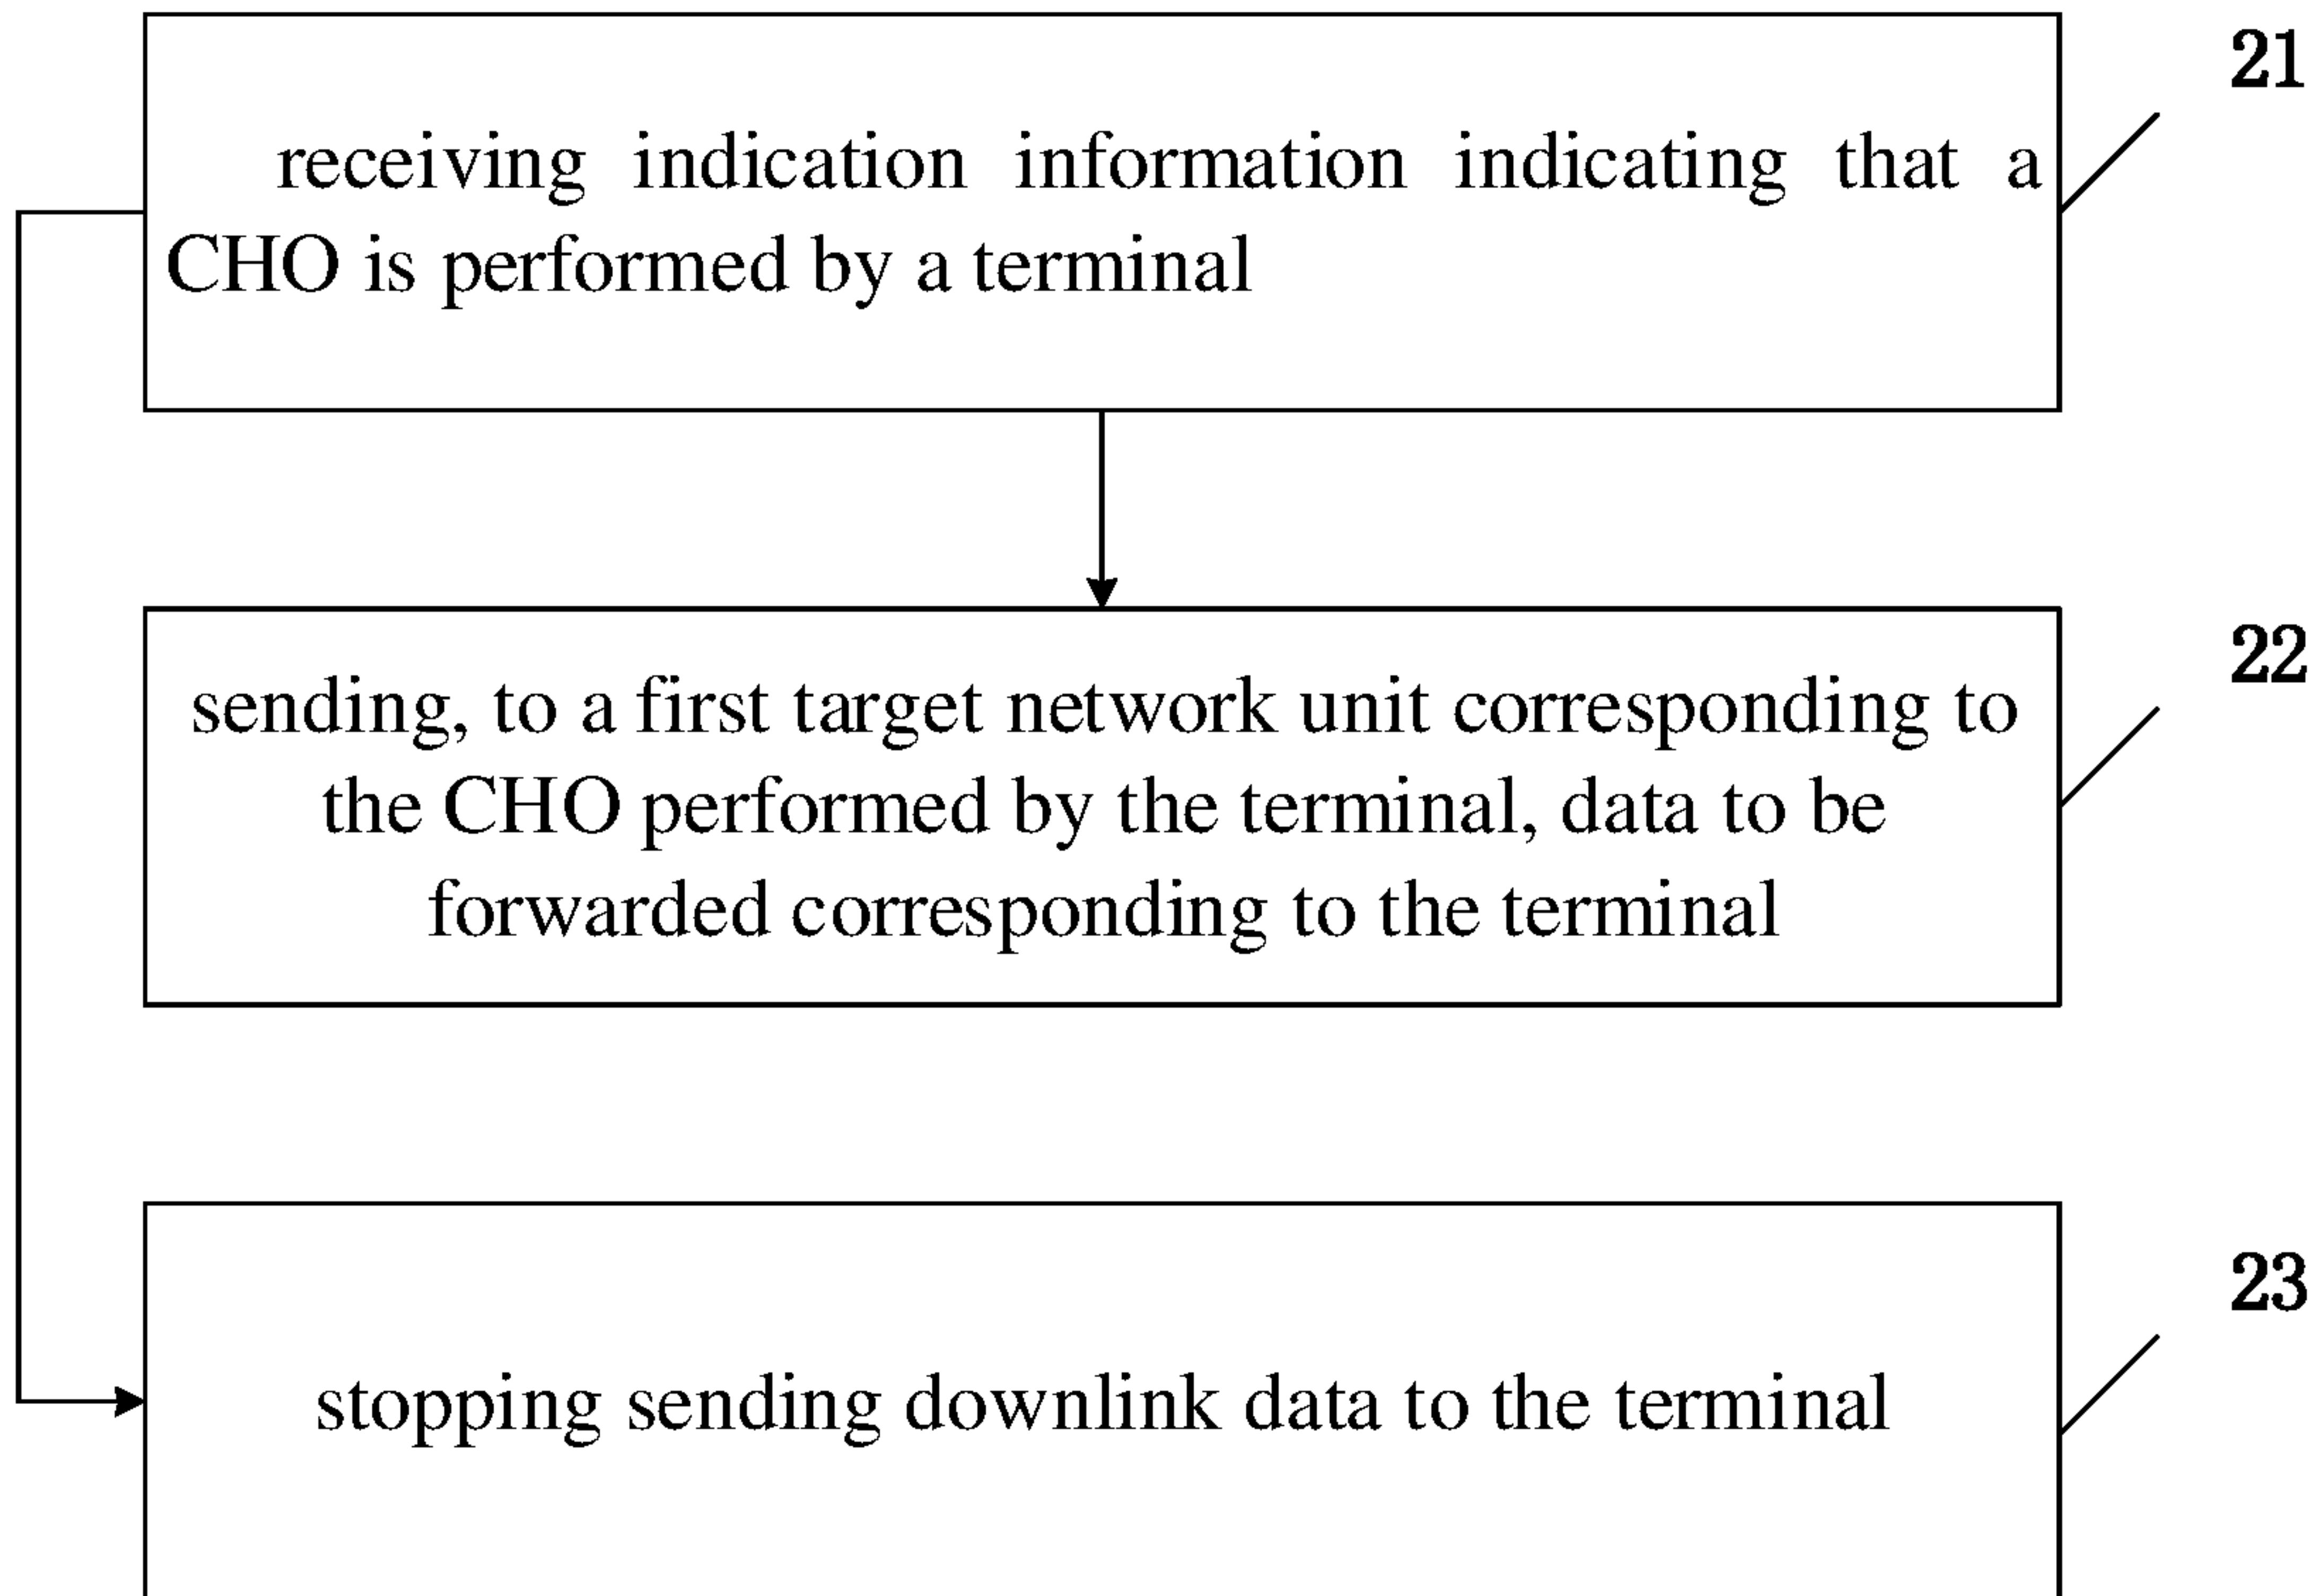 21
receiving indication information indicating that a
CHO is performed by a terminal
22
sending, to a first target network unit corresponding to
the CHO performed by the terminal, data to be
forwarded corresponding to the terminal
23
stopping sending downlink data to the terminal